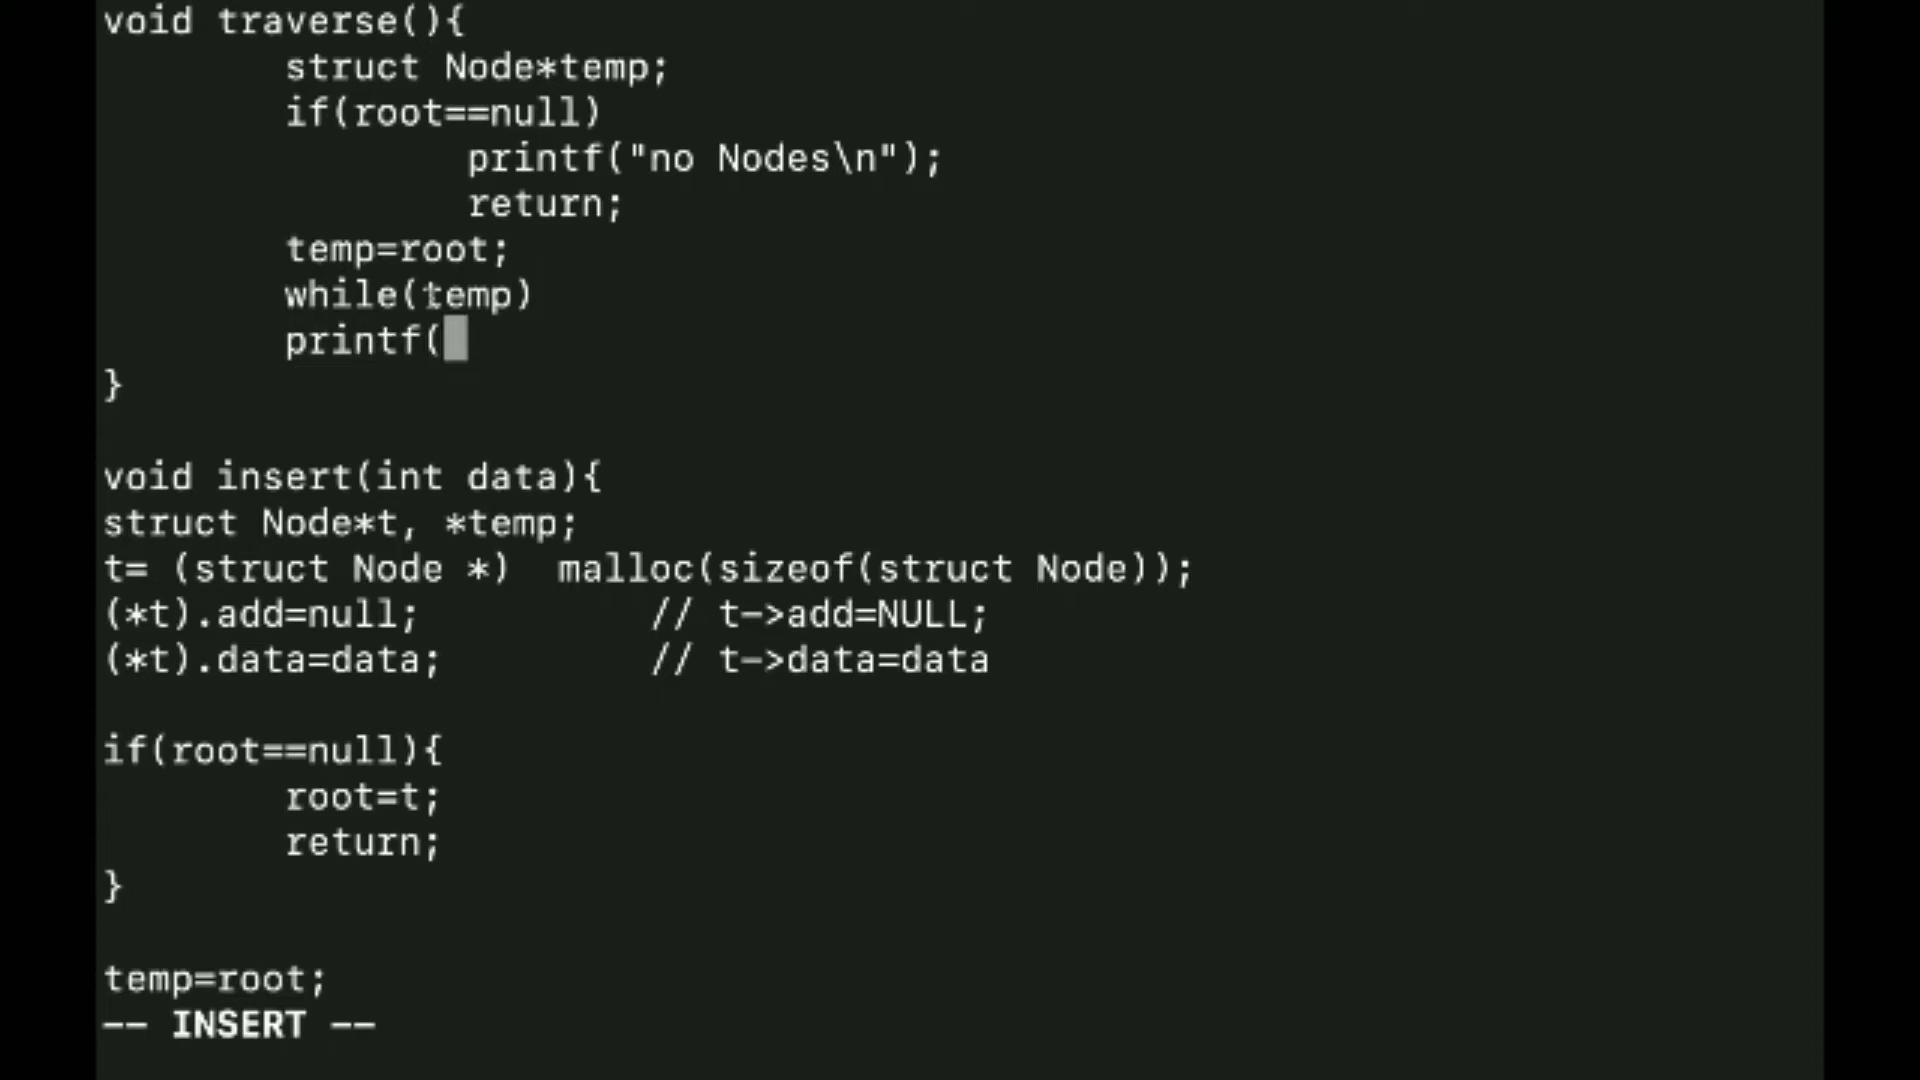 void traverse(){
struct Node*temp;
if(root==null)
printf("no Nodes\n");
return;
temp=root;
while(temp)
printf(
}
void insert(int data){
struct Node*t, *temp;
t= (struct Node *)  malloc(sizeof(struct Node));
(*t).add=null;          // t->add=NULL;
(*t).data=data;         // t->data=data
if(root==null){
root=t;
return;
}
temp=root;
-- INSERT --